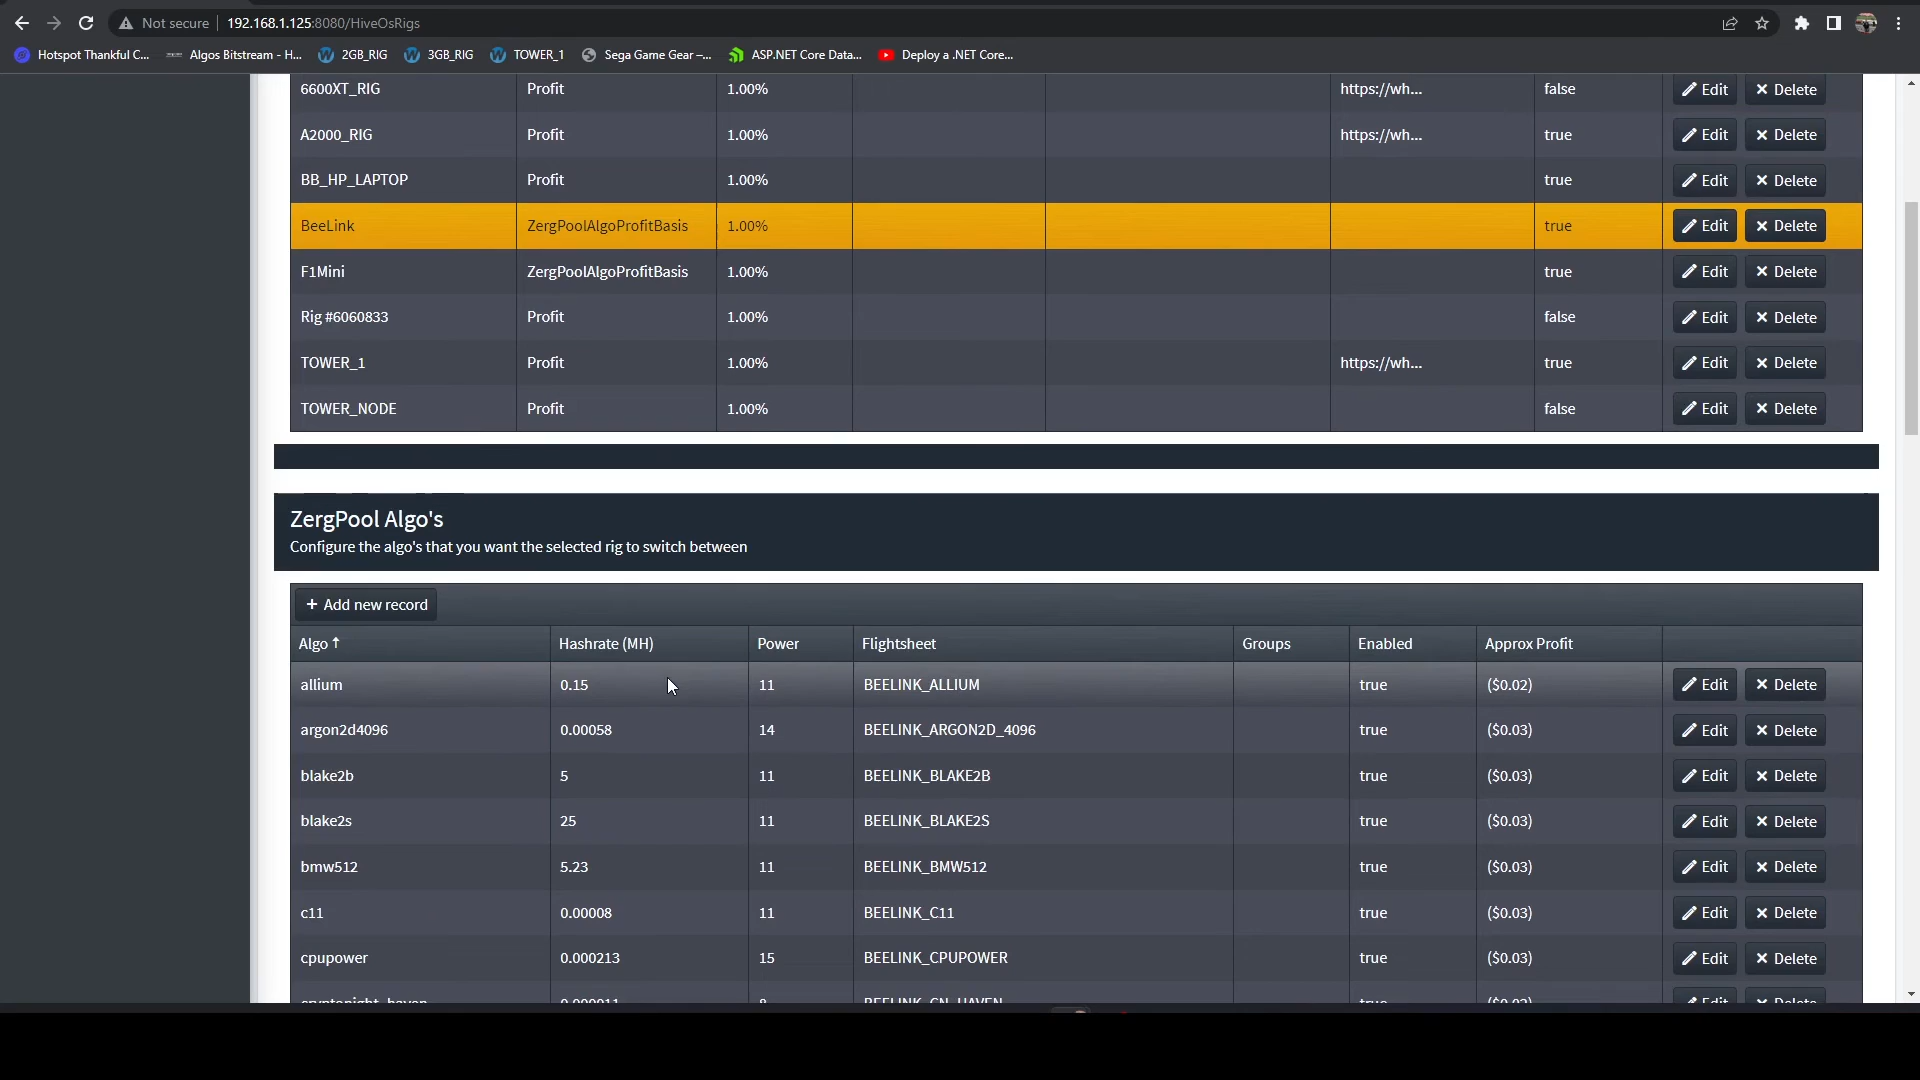 Not secure 192.168.1.125:8080/HiveOsRigs
Hotspot Thankful C... Algos Bitstream - H... 2GB_RIG 3GB_RIG TOWER_1 Sega Game Gear –... ASP.NET Core Data... Deploy a .NET Core...
6600XT_RIG Profit 1.00% https://wh... false Edit Delete
A2000_RIG Profit 1.00% https://wh... true Edit Delete
BB_HP_LAPTOP Profit 1.00% true Edit Delete
BeeLink ZergPoolAlgoProfitBasis 1.00% true Edit Delete
F1Mini ZergPoolAlgoProfitBasis 1.00% true Edit Delete
Rig #6060833 Profit 1.00% false Edit Delete
TOWER_1 Profit 1.00% https://wh... true Edit Delete
TOWER_NODE Profit 1.00% false Edit Delete
ZergPool Algo's
Configure the algo's that you want the selected rig to switch between
+ Add new record
Algo Hashrate (MH) Power Flightsheet Groups Enabled Approx Profit
allium 0.15 11 BEELINK_ALLIUM true ($0.02) Edit Delete
argon2d4096 0.00058 14 BEELINK_ARGON2D_4096 true ($0.03) Edit Delete
blake2b 5 11 BEELINK_BLAKE2B true ($0.03) Edit Delete
blake2s 25 11 BEELINK_BLAKE2S true ($0.03) Edit Delete
bmw512 5.23 11 BEELINK_BMW512 true ($0.03) Edit Delete
c11 0.00008 11 BEELINK_C11 true ($0.03) Edit Delete
cpupower 0.000213 15 BEELINK_CPUPOWER true ($0.03) Edit Delete